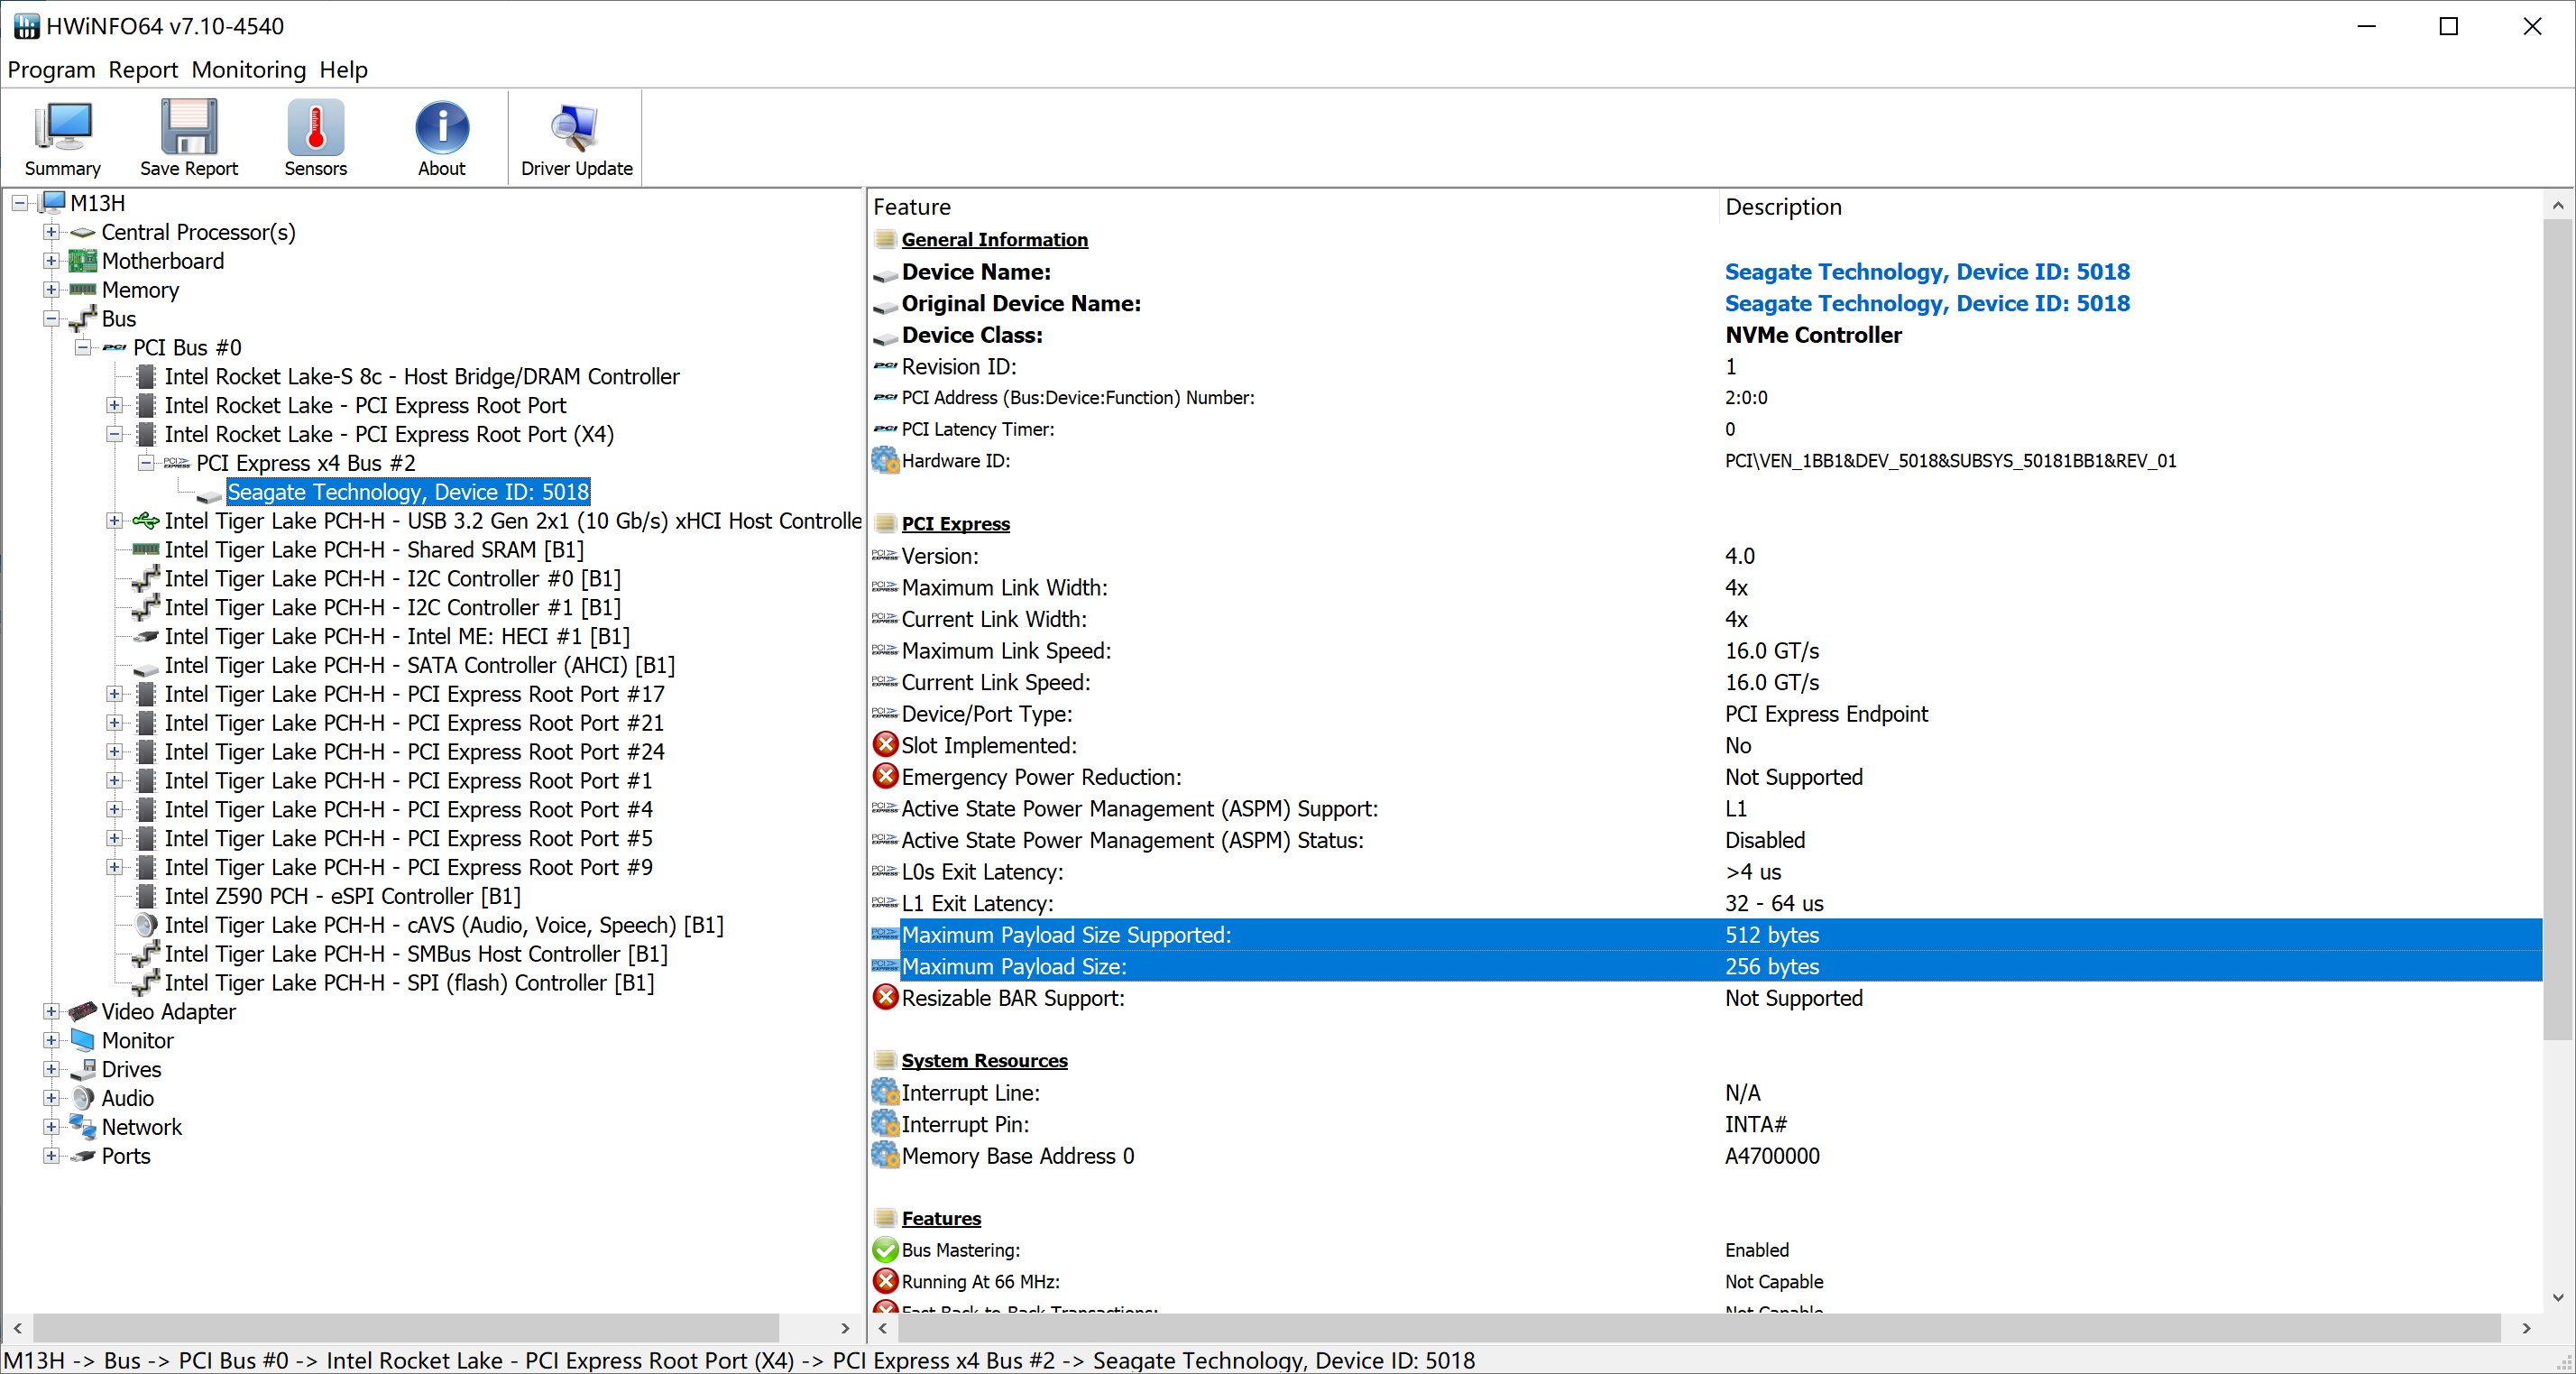 HWiNFO64 v7.10-4540
Program Report Monitoring Help
Summary
Save Report
Sensors
About
Driver Update
M13H
Central Processor(s)
Motherboard
Memory
Bus
PCI Bus #0
Intel Rocket Lake-S 8c - Host Bridge/DRAM Controller
Intel Rocket Lake - PCI Express Root Port
Intel Rocket Lake - PCI Express Root Port (X4)
PCI Express x4 Bus #2
Seagate Technology, Device ID: 5018
Intel Tiger Lake PCH-H - USB 3.2 Gen 2x1 (10 Gb/s) xHCI Host Controlle
Intel Tiger Lake PCH-H - Shared SRAM [B1]
Intel Tiger Lake PCH-H - I2C Controller #0 [B1]
Intel Tiger Lake PCH-H - I2C Controller #1 [B1]
Intel Tiger Lake PCH-H - Intel ME: HECI #1 [B1]
Intel Tiger Lake PCH-H - SATA Controller (AHCI) [B1]
Intel Tiger Lake PCH-H - PCI Express Root Port #17
Intel Tiger Lake PCH-H - PCI Express Root Port #21
Intel Tiger Lake PCH-H - PCI Express Root Port #24
Intel Tiger Lake PCH-H - PCI Express Root Port #1
Intel Tiger Lake PCH-H - PCI Express Root Port #4
Intel Tiger Lake PCH-H - PCI Express Root Port #5
Intel Tiger Lake PCH-H - PCI Express Root Port #9
Intel Z590 PCH - eSPI Controller [B1]
Intel Tiger Lake PCH-H - cAVS (Audio, Voice, Speech) [B1]
Intel Tiger Lake PCH-H - SMBus Host Controller [B1]
Intel Tiger Lake PCH-H - SPI (flash) Controller [B1]
Video Adapter
Monitor
Drives
Audio
Network
Ports
Feature Description
General Information
Device Name: Seagate Technology, Device ID: 5018
Original Device Name: Seagate Technology, Device ID: 5018
Device Class: NVMe Controller
Revision ID: 1
PCI Address (Bus:Device:Function) Number: 2:0:0
PCI Latency Timer: 0
Hardware ID: PCI\VEN_1BB1&DEV_5018&SUBSYS_50181BB1&REV_01
PCI Express
Version: 4.0
Maximum Link Width: 4x
Current Link Width: 4x
Maximum Link Speed: 16.0 GT/s
Current Link Speed: 16.0 GT/s
Device/Port Type: PCI Express Endpoint
Slot Implemented: No
Emergency Power Reduction: Not Supported
Active State Power Management (ASPM) Support: L1
Active State Power Management (ASPM) Status: Disabled
L0s Exit Latency: >4 us
L1 Exit Latency: 32 - 64 us
Maximum Payload Size Supported: 512 bytes
Maximum Payload Size: 256 bytes
Resizable BAR Support: Not Supported
System Resources
Interrupt Line: N/A
Interrupt Pin: INTA#
Memory Base Address 0 A4700000
Features
Bus Mastering: Enabled
Running At 66 MHz: Not Capable
Fast Back-to-Back Transactions: Not Capable
M13H -> Bus -> PCI Bus #0 -> Intel Rocket Lake - PCI Express Root Port (X4) -> PCI Express x4 Bus #2 -> Seagate Technology, Device ID: 5018